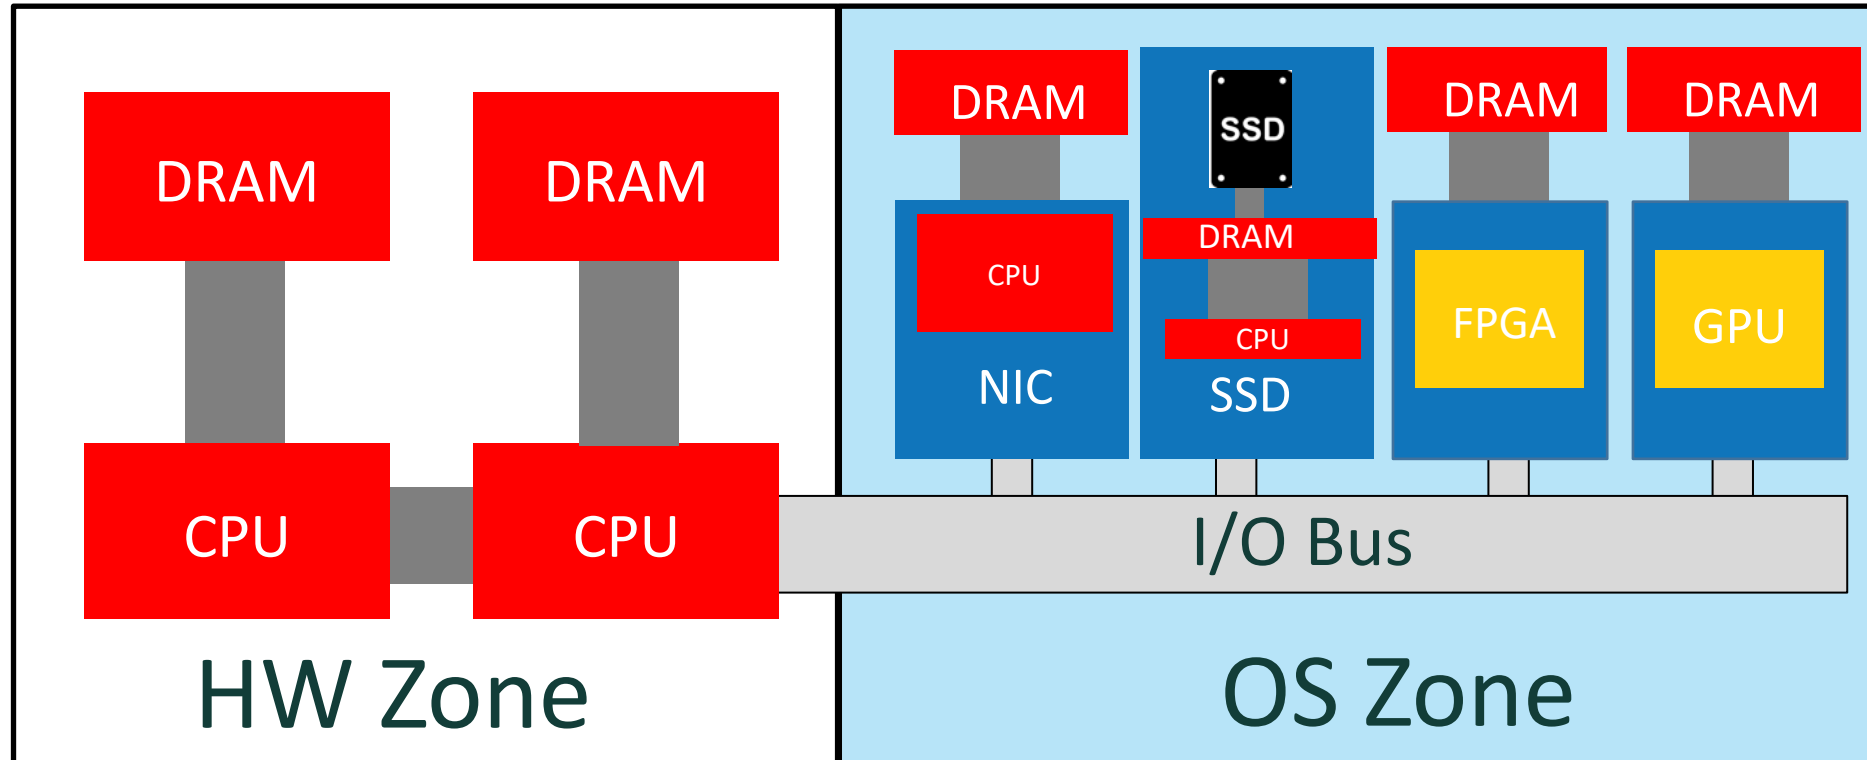 DRAM
DRAM
CPU
CPU
HW Zone
DRAM
CPU
NIC
SSD
DRAM
CPU
SSD
DRAM
FPGA
DRAM
GPU
I/O Bus
OS Zone